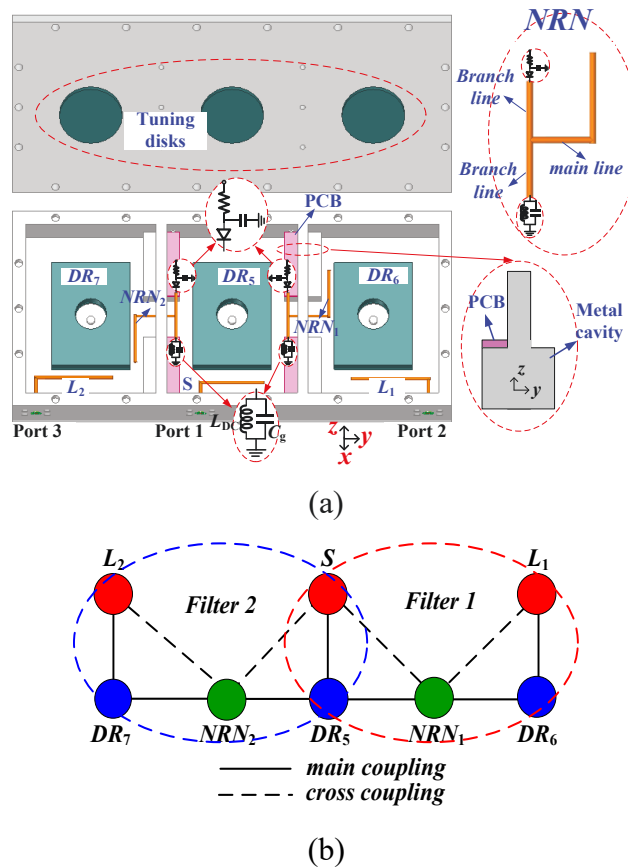 NRN
Branch
line
Branch
line
main line
Tuning
disks
PCB
DR7
DR5
DR6
NRN2
NRN1
PCB
Metal
cavity
z
y
L2
S
L1
LDC
Cg
z
y
x
Port 3
Port 1
Port 2
(a)
L2
S
L1
Filter 2
Filter 1
DR7
NRN2
DR5
NRN1
DR6
main coupling
cross coupling
(b)